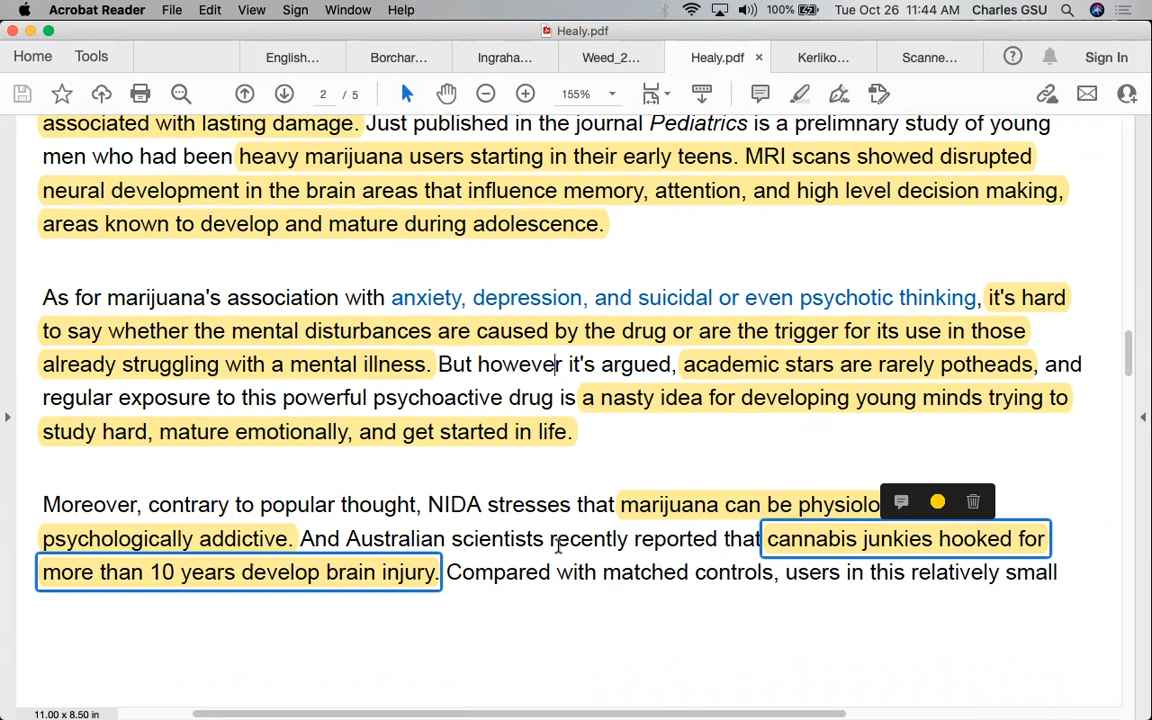 Acrobat Reader File Edit View Sign Window Help 100% Tue Oct 26 11:44 AM Charles GSU
Healy.pdf
Home Tools English... Borchar... Ingraha... Weed_2... Healy.pdf × Kerliko... Scanne... Sign In
2 / 5 155%
associated with lasting damage. Just published in the journal Pediatrics is a prelimnary study of young
men who had been heavy marijuana users starting in their early teens. MRI scans showed disrupted
neural development in the brain areas that influence memory, attention, and high level decision making,
areas known to develop and mature during adolescence.
As for marijuana's association with anxiety, depression, and suicidal or even psychotic thinking, it's hard
to say whether the mental disturbances are caused by the drug or are the trigger for its use in those
already struggling with a mental illness. But however it's argued, academic stars are rarely potheads, and
regular exposure to this powerful psychoactive drug is a nasty idea for developing young minds trying to
study hard, mature emotionally, and get started in life.
Moreover, contrary to popular thought, NIDA stresses that marijuana can be physiolo
psychologically addictive. And Australian scientists recently reported that cannabis junkies hooked for
more than 10 years develop brain injury. Compared with matched controls, users in this relatively small
11.00 x 8.50 in